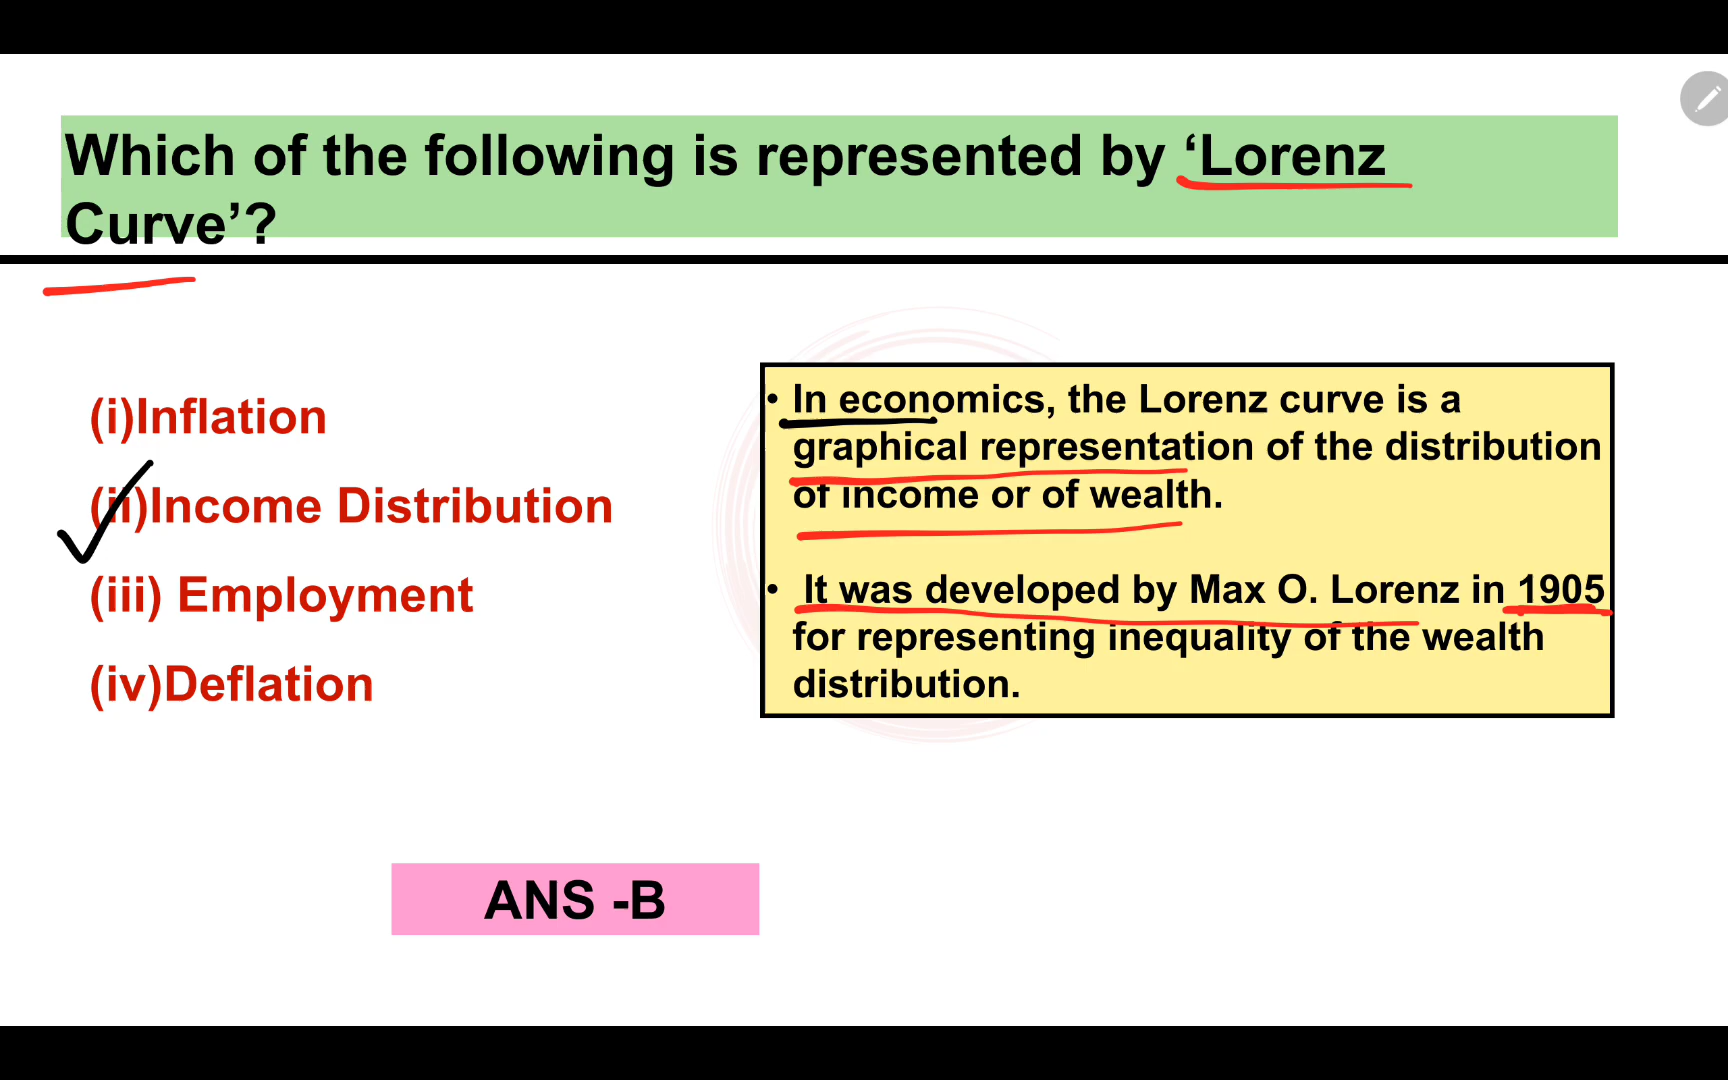 Which of the following is represented by ‘Lorenz
Curve’?
(i)Inflation
(ii)Income Distribution
(iii) Employment
(iv)Deflation
• In economics, the Lorenz curve is a
graphical representation of the distribution
of income or of wealth.
• It was developed by Max O. Lorenz in 1905
for representing inequality of the wealth
distribution.
ANS -B